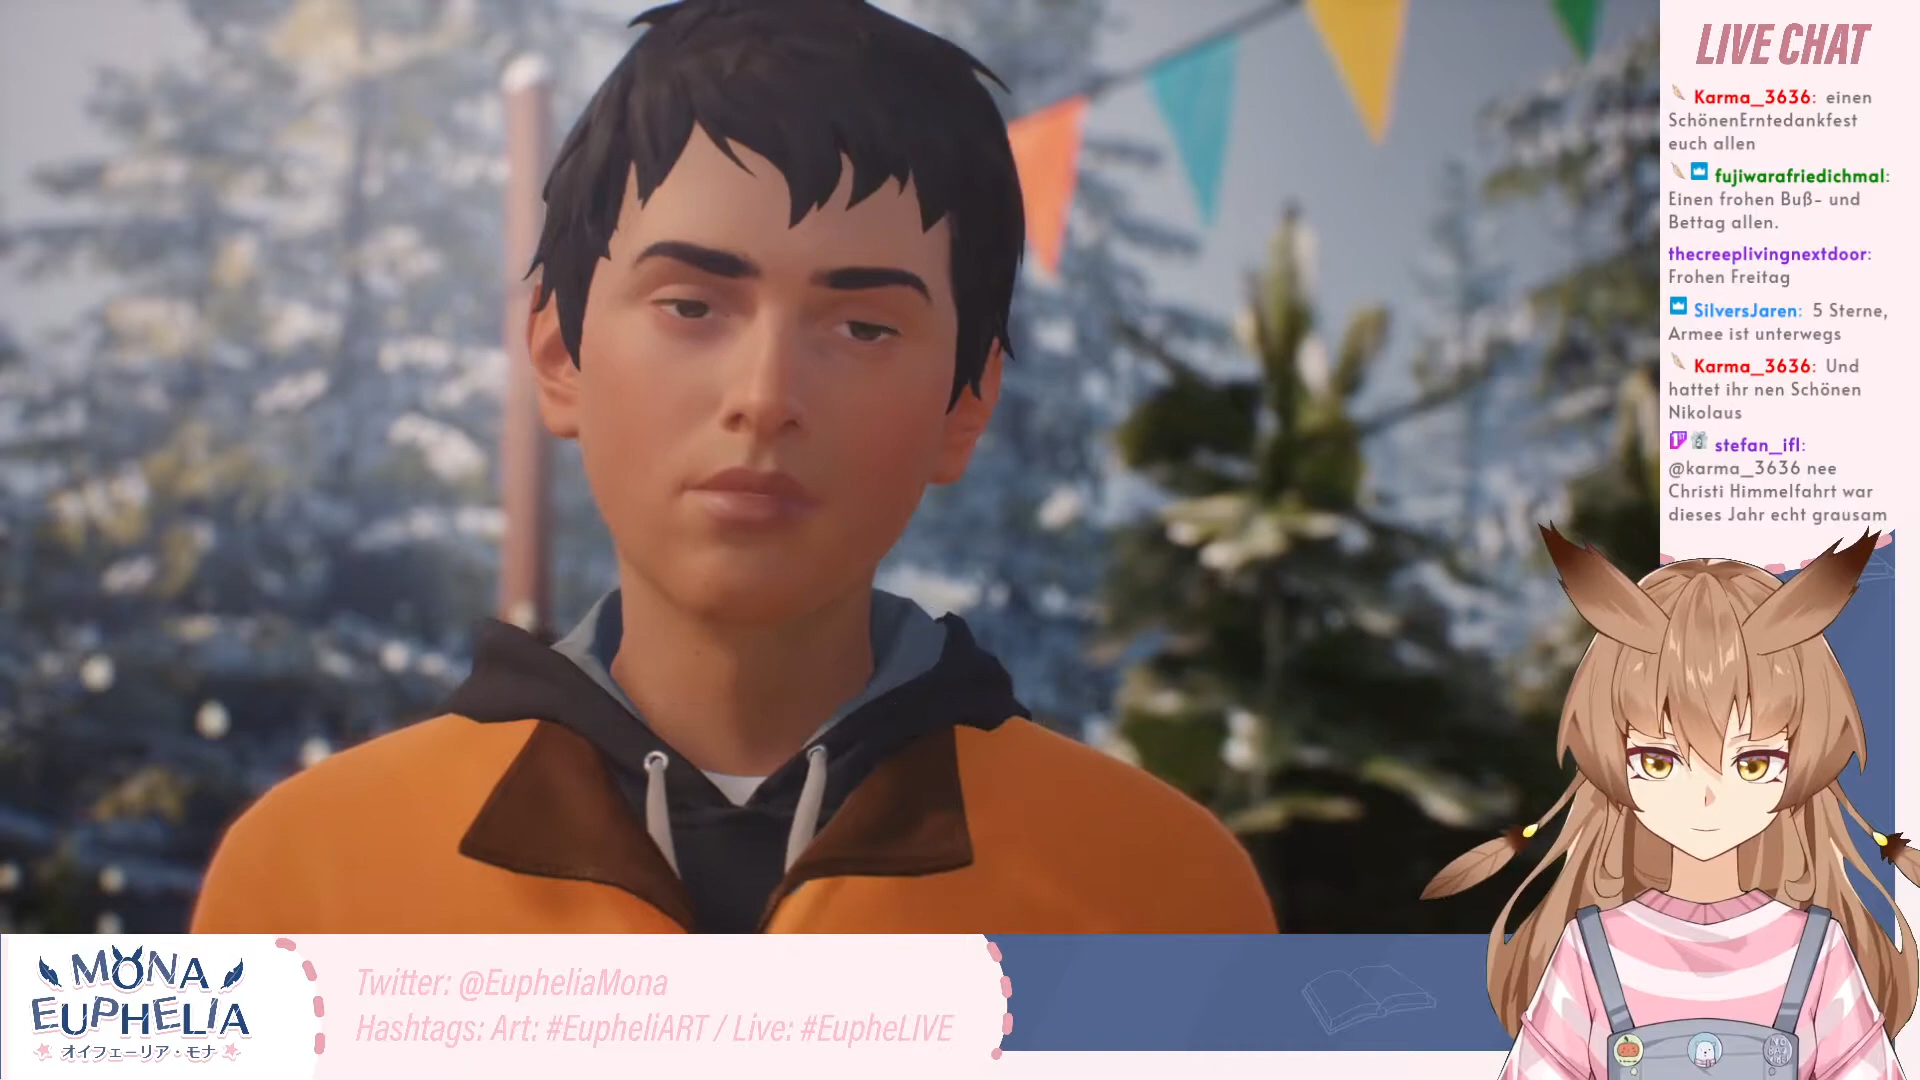 LIVE CHAT
Karma_3636: einen
SchönenErntedankfest
euch allen
fujiwarafriedichmal:
Einen frohen Buß- und
Bettag allen.
thecreeplivingnextdoor:
Frohen Freitag
SilversJaren: 5 Sterne,
Armee ist unterwegs
Karma_3636: Und
hattet ihr nen Schönen
Nikolaus
stefan_ifl:
@karma_3636 nee
Christi Himmelfahrt war
dieses Jahr echt grausam
MONA
EUPHELIA
オイフェーリア・モナ
Twitter: @EupheliaMona
Hashtags: Art: #EupheliART / Live: #EupheLIVE